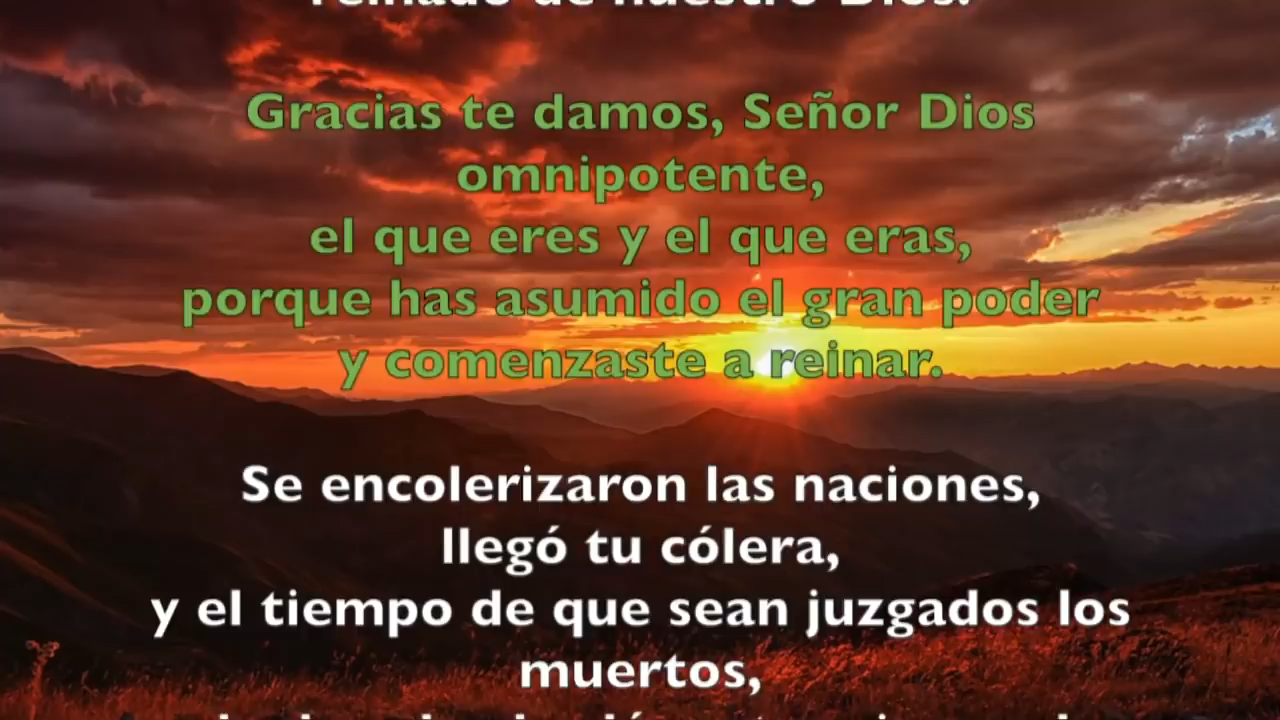 reinado de nuestro Dios.
Gracias te damos, Señor Dios
omnipotente,
el que eres y el que eras,
porque has asumido el gran poder
y comenzaste a reinar.
Se encolerizaron las naciones,
llegó tu cólera,
y el tiempo de que sean juzgados los
muertos,